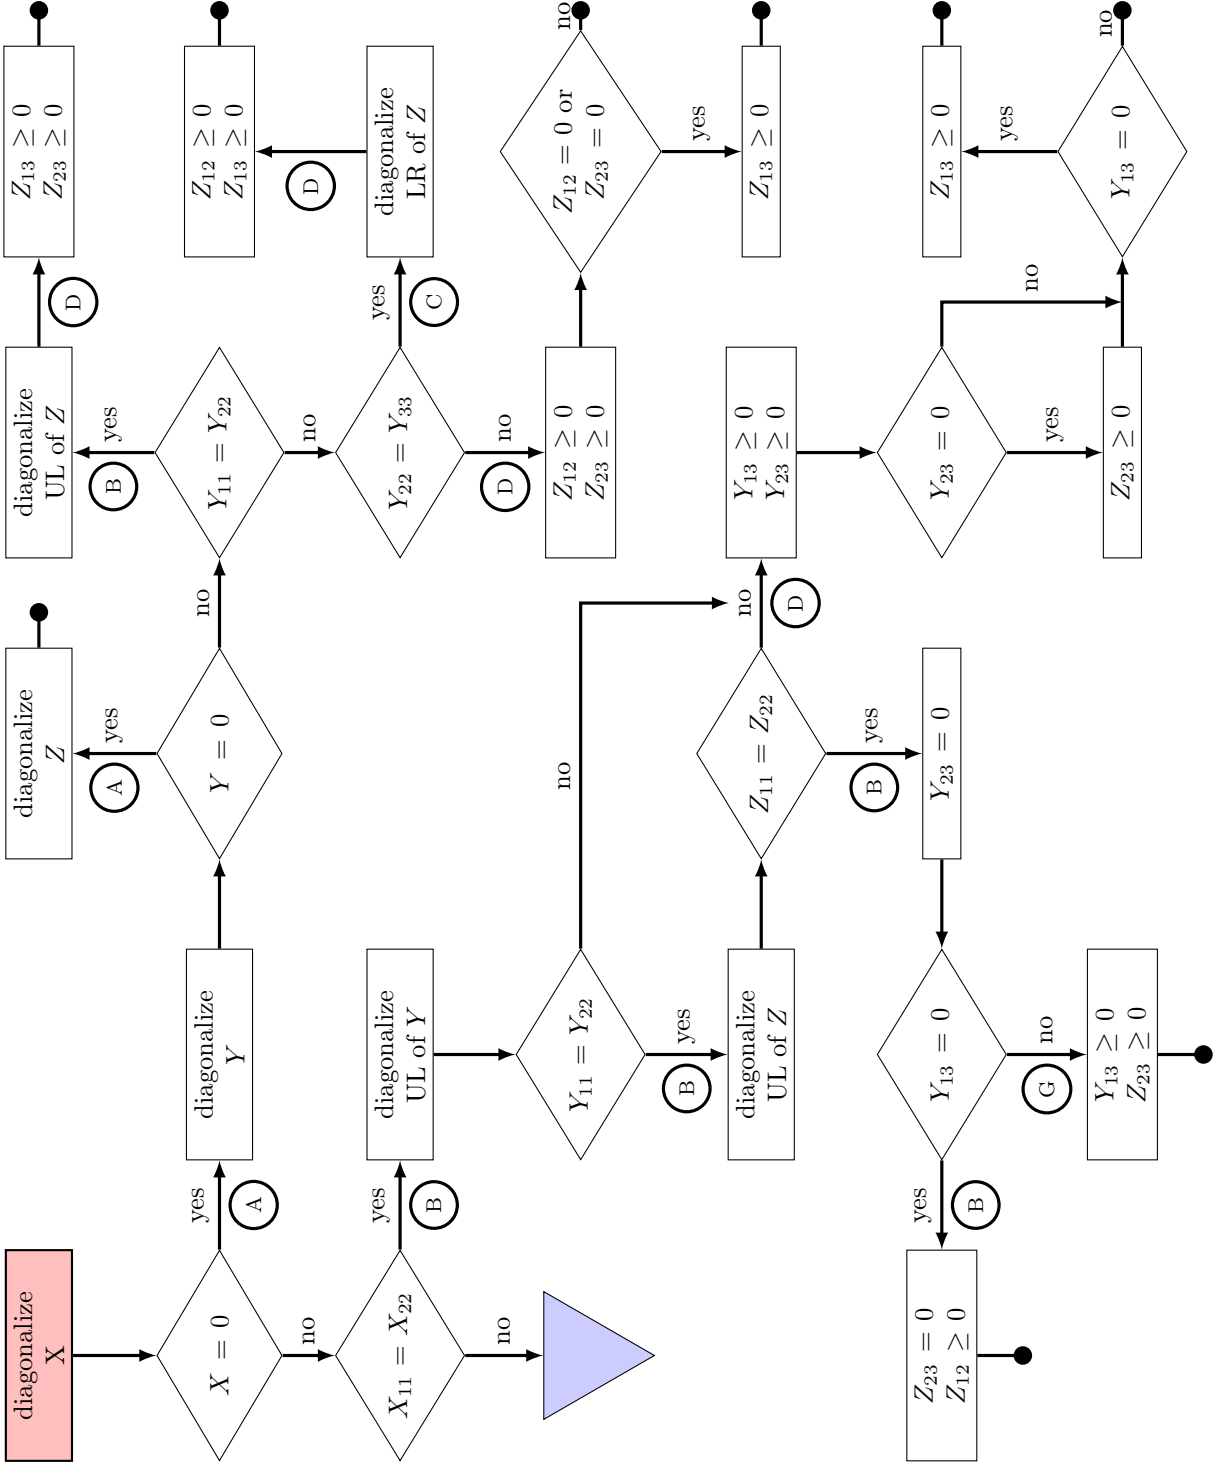 diagonalize
X
diagonalize
Z
diagonalize
UL of Z
D
Z₁₃ ≥ 0
Z₂₃ ≥ 0
A
yes
B
yes
X = 0
yes
A
diagonalize
Y
Y = 0
no
Y₁₁ = Y₂₂
Z₁₂ ≥ 0
Z₁₃ ≥ 0
no
no
D
X₁₁ = X₂₂
yes
B
diagonalize
UL of Y
Y₂₂ = Y₃₃
yes
C
diagonalize
LR of Z
no
D
no
Y₁₁ = Y₂₂
no
Z₁₂ ≥ 0
Z₂₃ ≥ 0
Z₁₂ = 0 or
Z₂₃ = 0
no
B
yes
yes
diagonalize
UL of Z
Z₁₁ = Z₂₂
no
D
Y₁₃ ≥ 0
Y₂₃ ≥ 0
Z₁₃ ≥ 0
B
yes
Z₂₃ = 0
Z₁₂ ≥ 0
yes
B
Y₁₃ = 0
Y₂₃ = 0
Y₂₃ = 0
Z₁₃ ≥ 0
G
no
yes
no
yes
Y₁₃ ≥ 0
Z₂₃ ≥ 0
Z₂₃ ≥ 0
Y₁₃ = 0
no